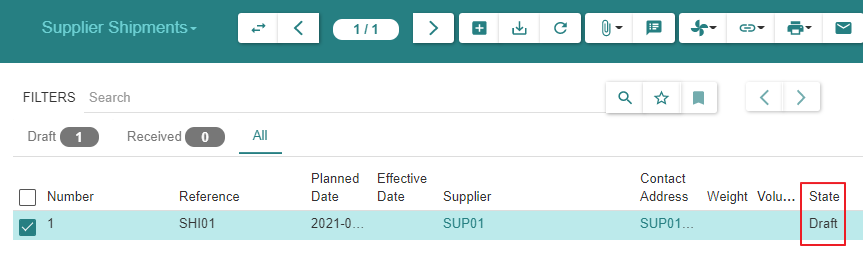 Supplier Shipments
1 / 1
FILTERS Search
Draft 1 Received 0 All
Number Reference Planned Date Effective Date Supplier Contact Address Weight Volu... State
1 SHI01 2021-0... SUP01 SUP01... Draft